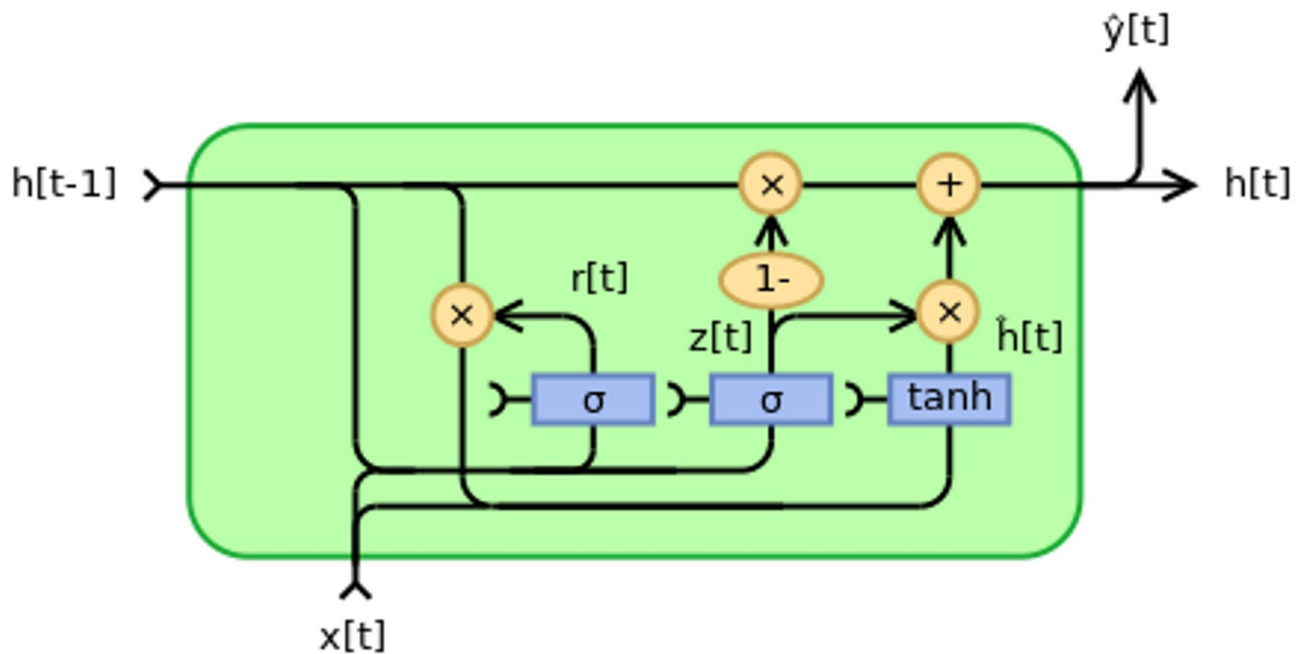 ŷ[t]
h[t-1]
×
+
h[t]
r[t]
1-
×
z[t]
×
ĥ[t]
σ
σ
tanh
x[t]